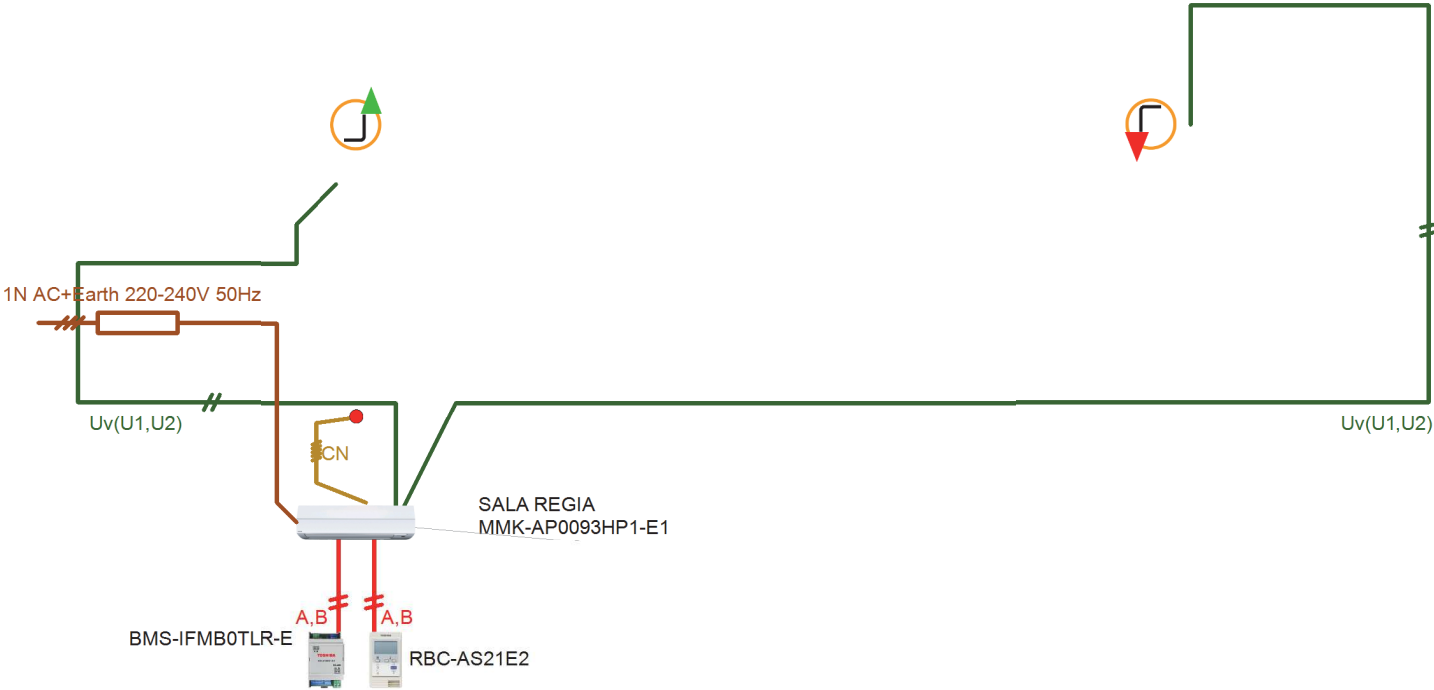 1N AC+Earth 220-240V 50Hz
Uv(U1,U2)
Uv(U1,U2)
CN
SALA REGIA
MMK-AP0093HP1-E1
A,B
A,B
BMS-IFMB0TLR-E
RBC-AS21E2
TOSHIBA